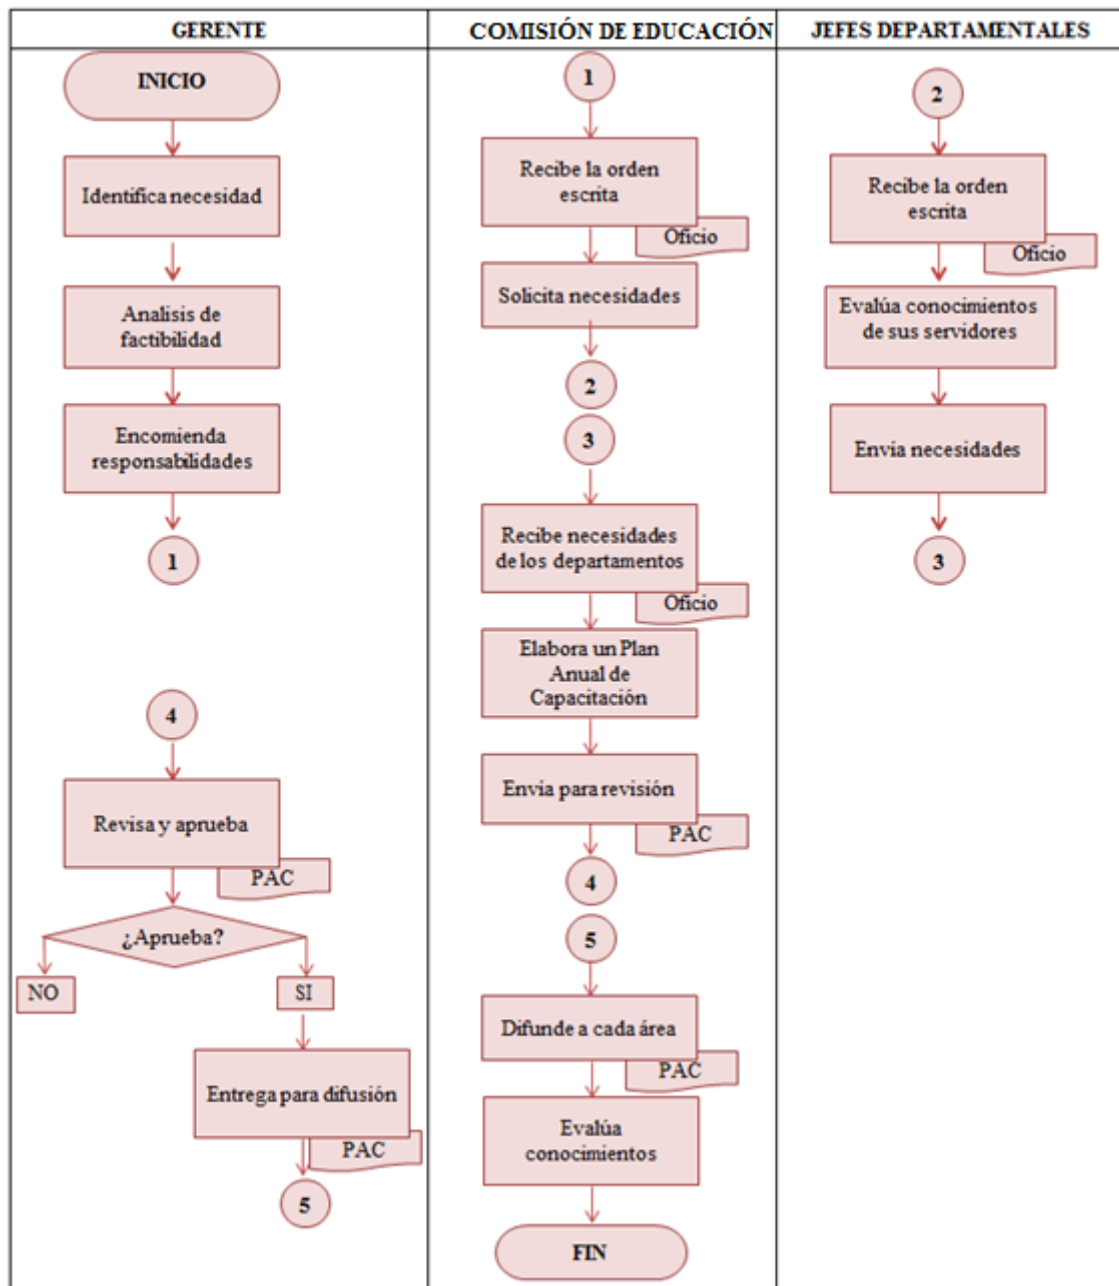 GERENTE
INICIO
Identifica necesidad
Analisis de
factibilidad
Encomienda
responsabilidades
1
4
Revisa y aprueba
PAC
¿Aprueba?
NO
SI
Entrega para difusión
PAC
5
COMISIÓN DE EDUCACIÓN
1
Recibe la orden
escrita
Oficio
Solicita necesidades
2
3
Recibe necesidades
de los departamentos
Oficio
Elabora un Plan
Anual de
Capacitación
Envía para revisión
PAC
4
5
Difunde a cada área
PAC
Evalúa
conocimientos
FIN
JEFES DEPARTAMENTALES
2
Recibe la orden
escrita
Oficio
Evalúa conocimientos
de sus servidores
Envía necesidades
3